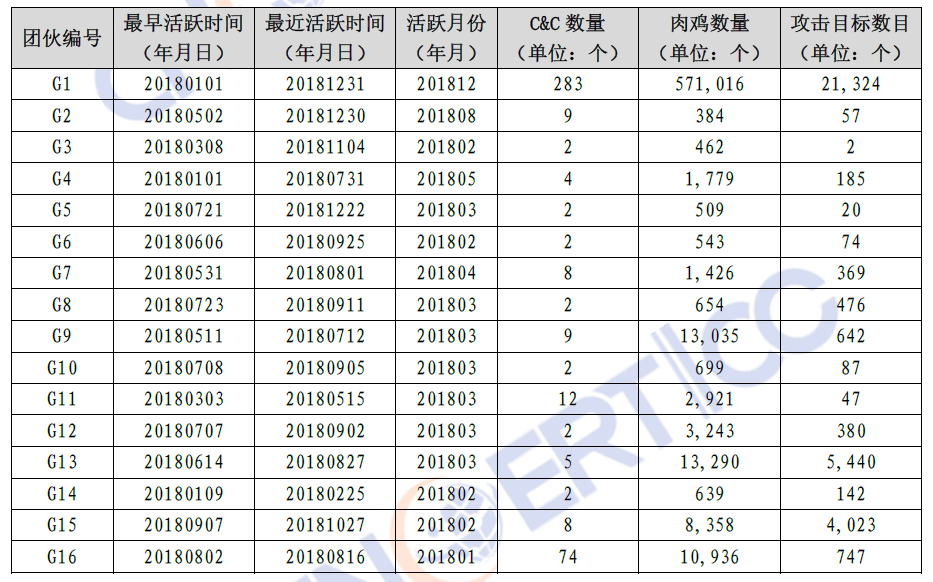 团伙编号 最早活跃时间（年月日） 最近活跃时间（年月日） 活跃月份（年月） C&C 数量（单位：个） 肉鸡数量（单位：个） 攻击目标数目（单位：个）
G1 20180101 20181231 201812 283 571,016 21,324
G2 20180502 20181230 201808 9 384 57
G3 20180308 20181104 201802 2 462 2
G4 20180101 20180731 201805 4 1,779 185
G5 20180721 20181222 201803 2 509 20
G6 20180606 20180925 201802 2 543 74
G7 20180531 20180801 201804 8 1,426 369
G8 20180723 20180911 201803 2 654 476
G9 20180511 20180712 201803 9 13,035 642
G10 20180708 20180905 201803 2 699 87
G11 20180303 20180515 201803 12 2,921 47
G12 20180707 20180902 201803 2 3,243 380
G13 20180614 20180827 201803 5 13,290 5,440
G14 20180109 20180225 201802 2 639 142
G15 20180907 20181027 201802 8 8,358 4,023
G16 20180802 20180816 201801 74 10,936 747
CNCERT/CC